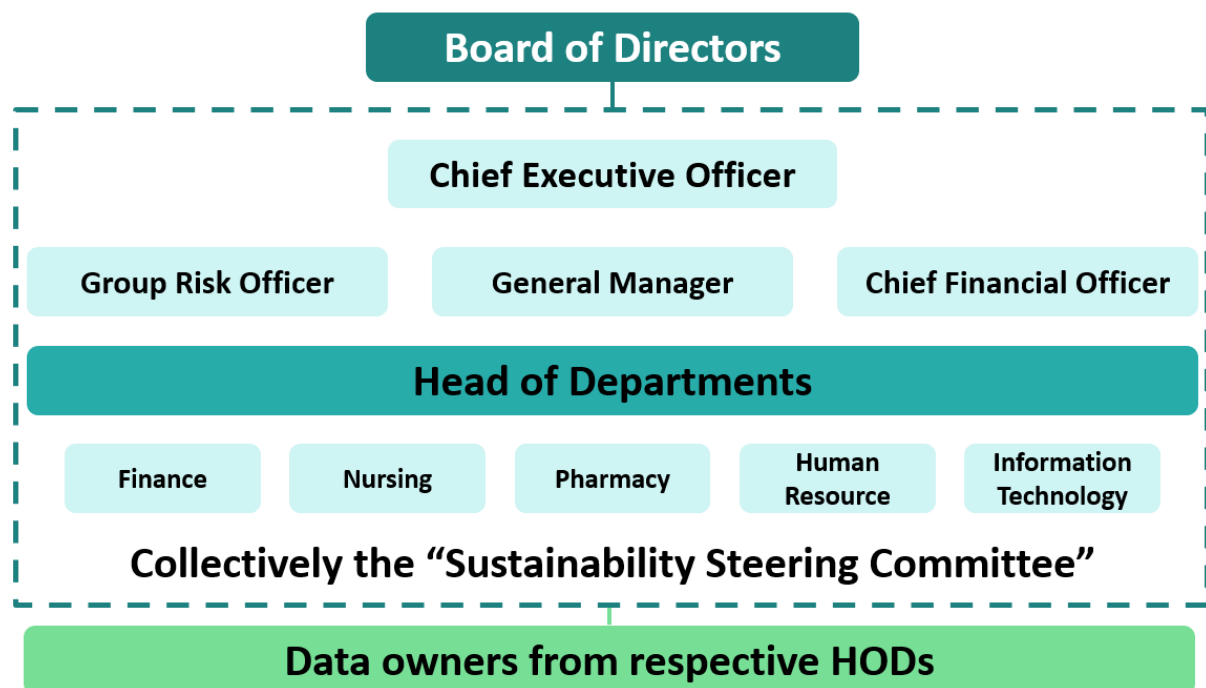 Board of Directors
Chief Executive Officer
Group Risk Officer
General Manager
Chief Financial Officer
Head of Departments
Finance
Nursing
Pharmacy
Human
Resource
Information
Technology
Collectively the “Sustainability Steering Committee”
Data owners from respective HODs